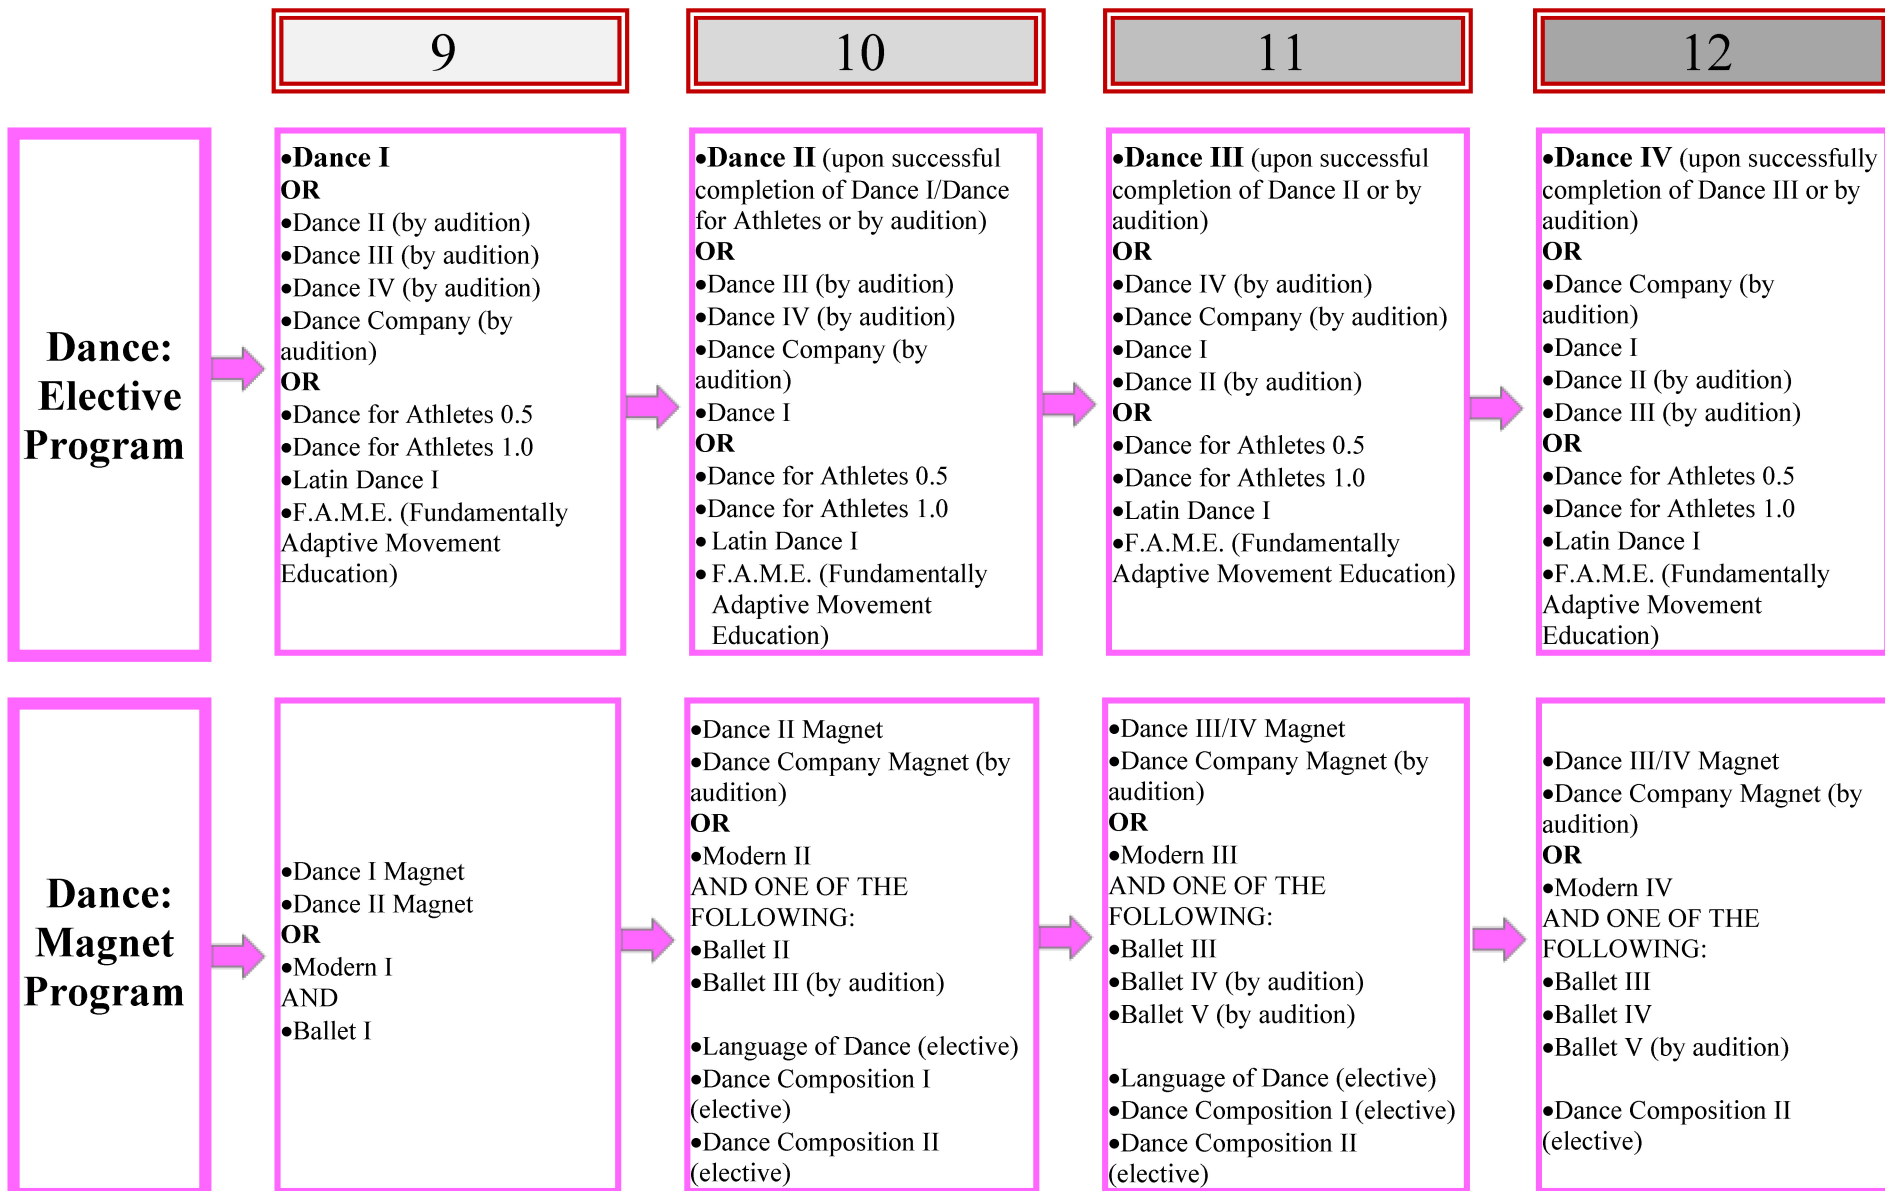 9
10
11
12
Dance:
Elective
Program
•Dance I
OR
•Dance II (by audition)
•Dance III (by audition)
•Dance IV (by audition)
•Dance Company (by
audition)
OR
•Dance for Athletes 0.5
•Dance for Athletes 1.0
•Latin Dance I
•F.A.M.E. (Fundamentally
Adaptive Movement
Education)
•Dance II (upon successful
completion of Dance I/Dance
for Athletes or by audition)
OR
•Dance III (by audition)
•Dance IV (by audition)
•Dance Company (by
audition)
•Dance I
OR
•Dance for Athletes 0.5
•Dance for Athletes 1.0
• Latin Dance I
• F.A.M.E. (Fundamentally
Adaptive Movement
Education)
•Dance III (upon successful
completion of Dance II or by
audition)
OR
•Dance IV (by audition)
•Dance Company (by audition)
•Dance I
•Dance II (by audition)
OR
•Dance for Athletes 0.5
•Dance for Athletes 1.0
•Latin Dance I
•F.A.M.E. (Fundamentally
Adaptive Movement Education)
•Dance IV (upon successfully
completion of Dance III or by
audition)
OR
•Dance Company (by
audition)
•Dance I
•Dance II (by audition)
•Dance III (by audition)
OR
•Dance for Athletes 0.5
•Dance for Athletes 1.0
•Latin Dance I
•F.A.M.E. (Fundamentally
Adaptive Movement
Education)
Dance:
Magnet
Program
•Dance I Magnet
•Dance II Magnet
OR
•Modern I
AND
•Ballet I
•Dance II Magnet
•Dance Company Magnet (by
audition)
OR
•Modern II
AND ONE OF THE
FOLLOWING:
•Ballet II
•Ballet III (by audition)
•Language of Dance (elective)
•Dance Composition I
(elective)
•Dance Composition II
(elective)
•Dance III/IV Magnet
•Dance Company Magnet (by
audition)
OR
•Modern III
AND ONE OF THE
FOLLOWING:
•Ballet III
•Ballet IV (by audition)
•Ballet V (by audition)
•Language of Dance (elective)
•Dance Composition I (elective)
•Dance Composition II
(elective)
•Dance III/IV Magnet
•Dance Company Magnet (by
audition)
OR
•Modern IV
AND ONE OF THE
FOLLOWING:
•Ballet III
•Ballet IV
•Ballet V (by audition)
•Dance Composition II
(elective)